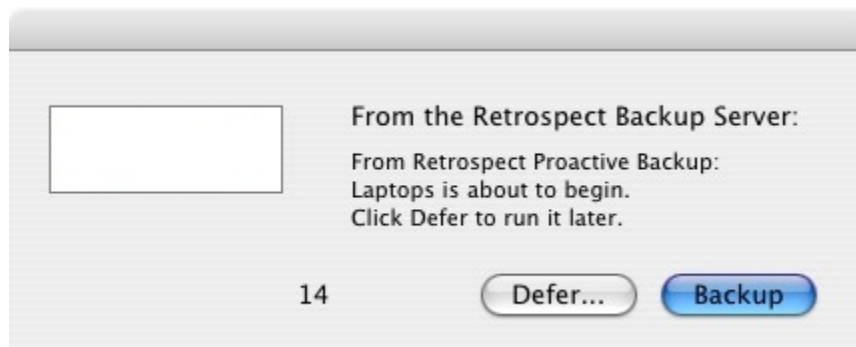 From the Retrospect Backup Server:
From Retrospect Proactive Backup:
Laptops is about to begin.
Click Defer to run it later.
14
Defer...
Backup